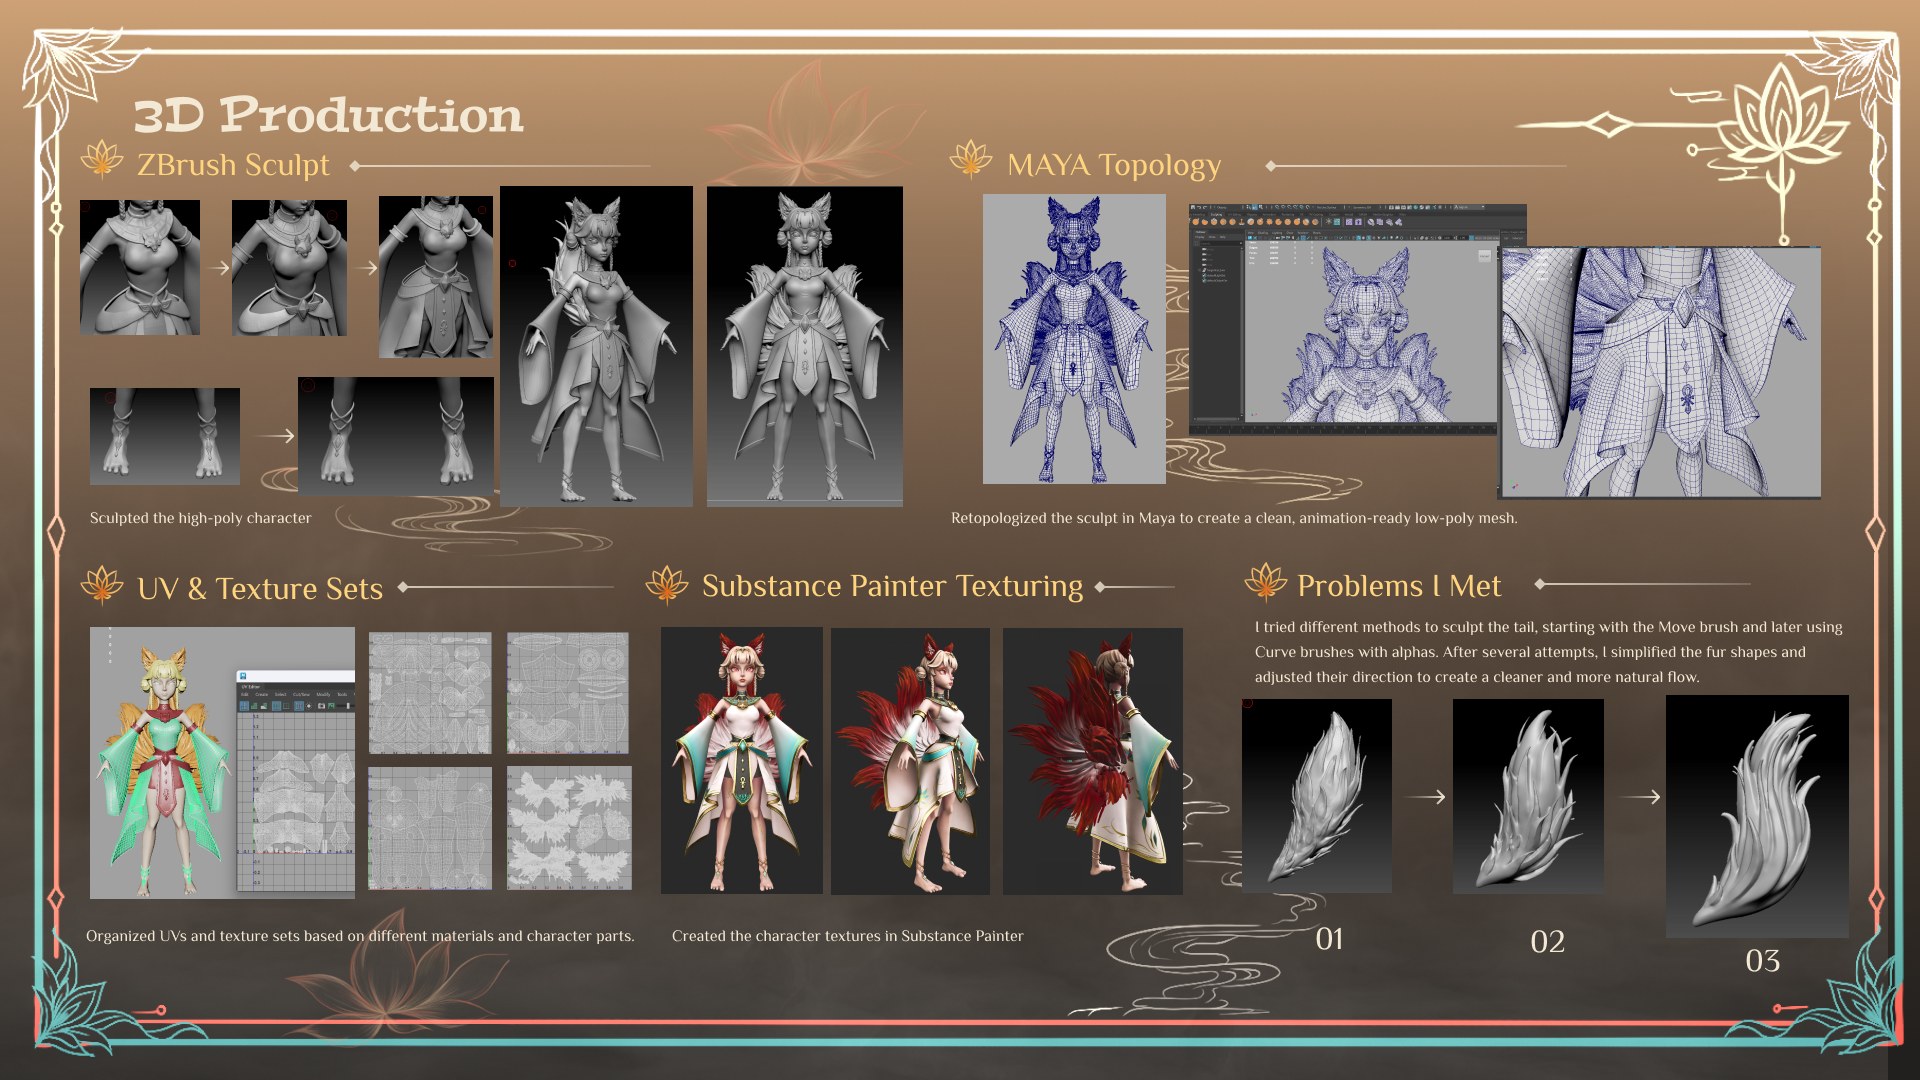 3D Production
ZBrush Sculpt
MAYA Topology
Sculpted the high-poly character
Retopologized the sculpt in Maya to create a clean, animation-ready low-poly mesh.
UV & Texture Sets
Substance Painter Texturing
Problems I Met
I tried different methods to sculpt the tail, starting with the Move brush and later using
Curve brushes with alphas. After several attempts, I simplified the fur shapes and
adjusted their direction to create a cleaner and more natural flow.
UV Editor
Organized UVs and texture sets based on different materials and character parts.
Created the character textures in Substance Painter
01
02
03